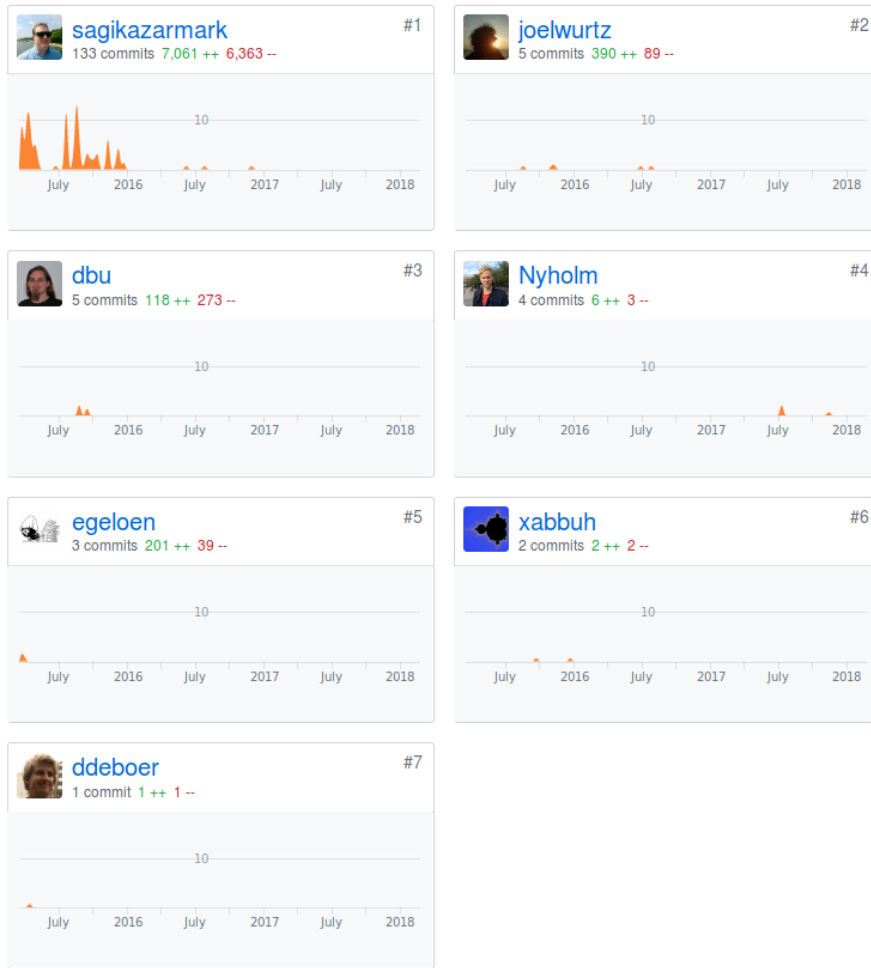 sagikazarmark #1
133 commits 7,061 ++ 6,363 --
10
July 2016 July 2017 July 2018
joelwurtz #2
5 commits 390 ++ 89 --
10
July 2016 July 2017 July 2018
dbu #3
5 commits 118 ++ 273 --
10
July 2016 July 2017 July 2018
Nyholm #4
4 commits 6 ++ 3 --
10
July 2016 July 2017 July 2018
egeloen #5
3 commits 201 ++ 39 --
10
July 2016 July 2017 July 2018
xabbuh #6
2 commits 2 ++ 2 --
10
July 2016 July 2017 July 2018
ddeboer #7
1 commit 1 ++ 1 --
10
July 2016 July 2017 July 2018